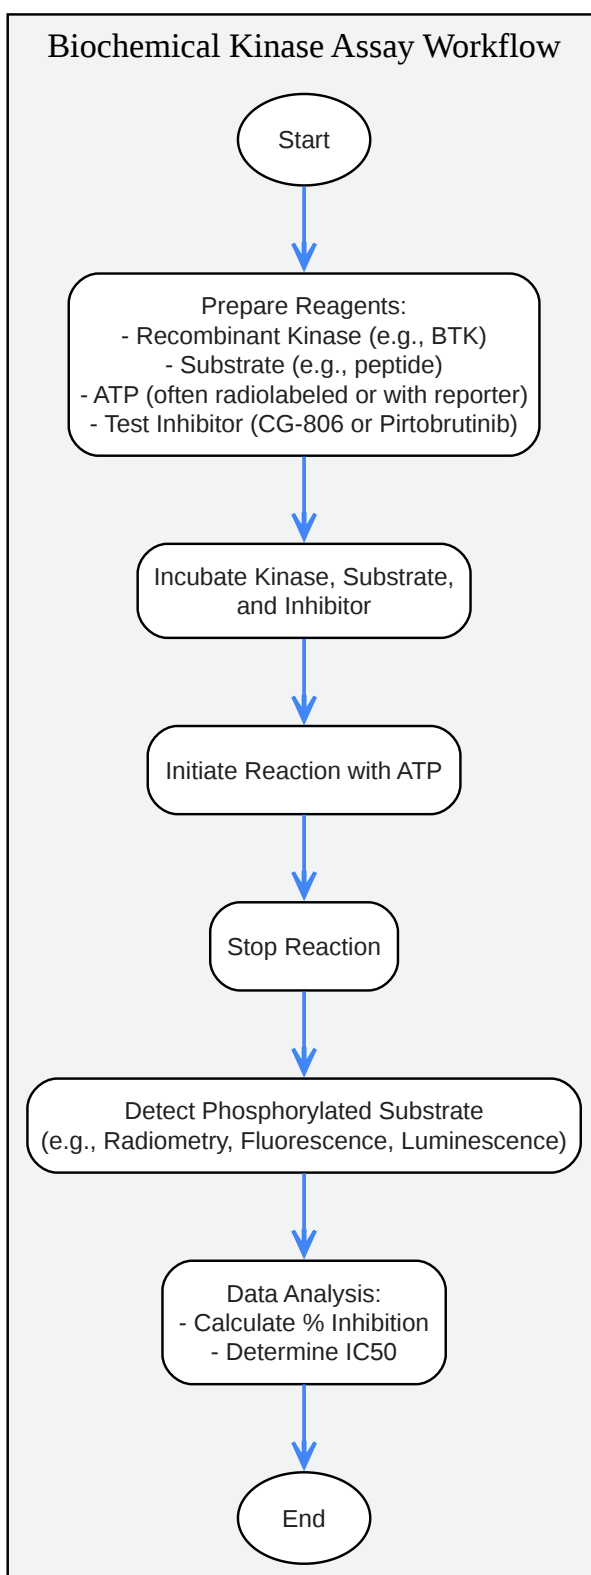 Biochemical Kinase Assay Workflow
Start
Prepare Reagents:
- Recombinant Kinase (e.g., BTK)
- Substrate (e.g., peptide)
- ATP (often radiolabeled or with reporter)
- Test Inhibitor (CG-806 or Pirtobrutinib)
Incubate Kinase, Substrate,
and Inhibitor
Initiate Reaction with ATP
Stop Reaction
Detect Phosphorylated Substrate
(e.g., Radiometry, Fluorescence, Luminescence)
Data Analysis:
- Calculate % Inhibition
- Determine IC50
End